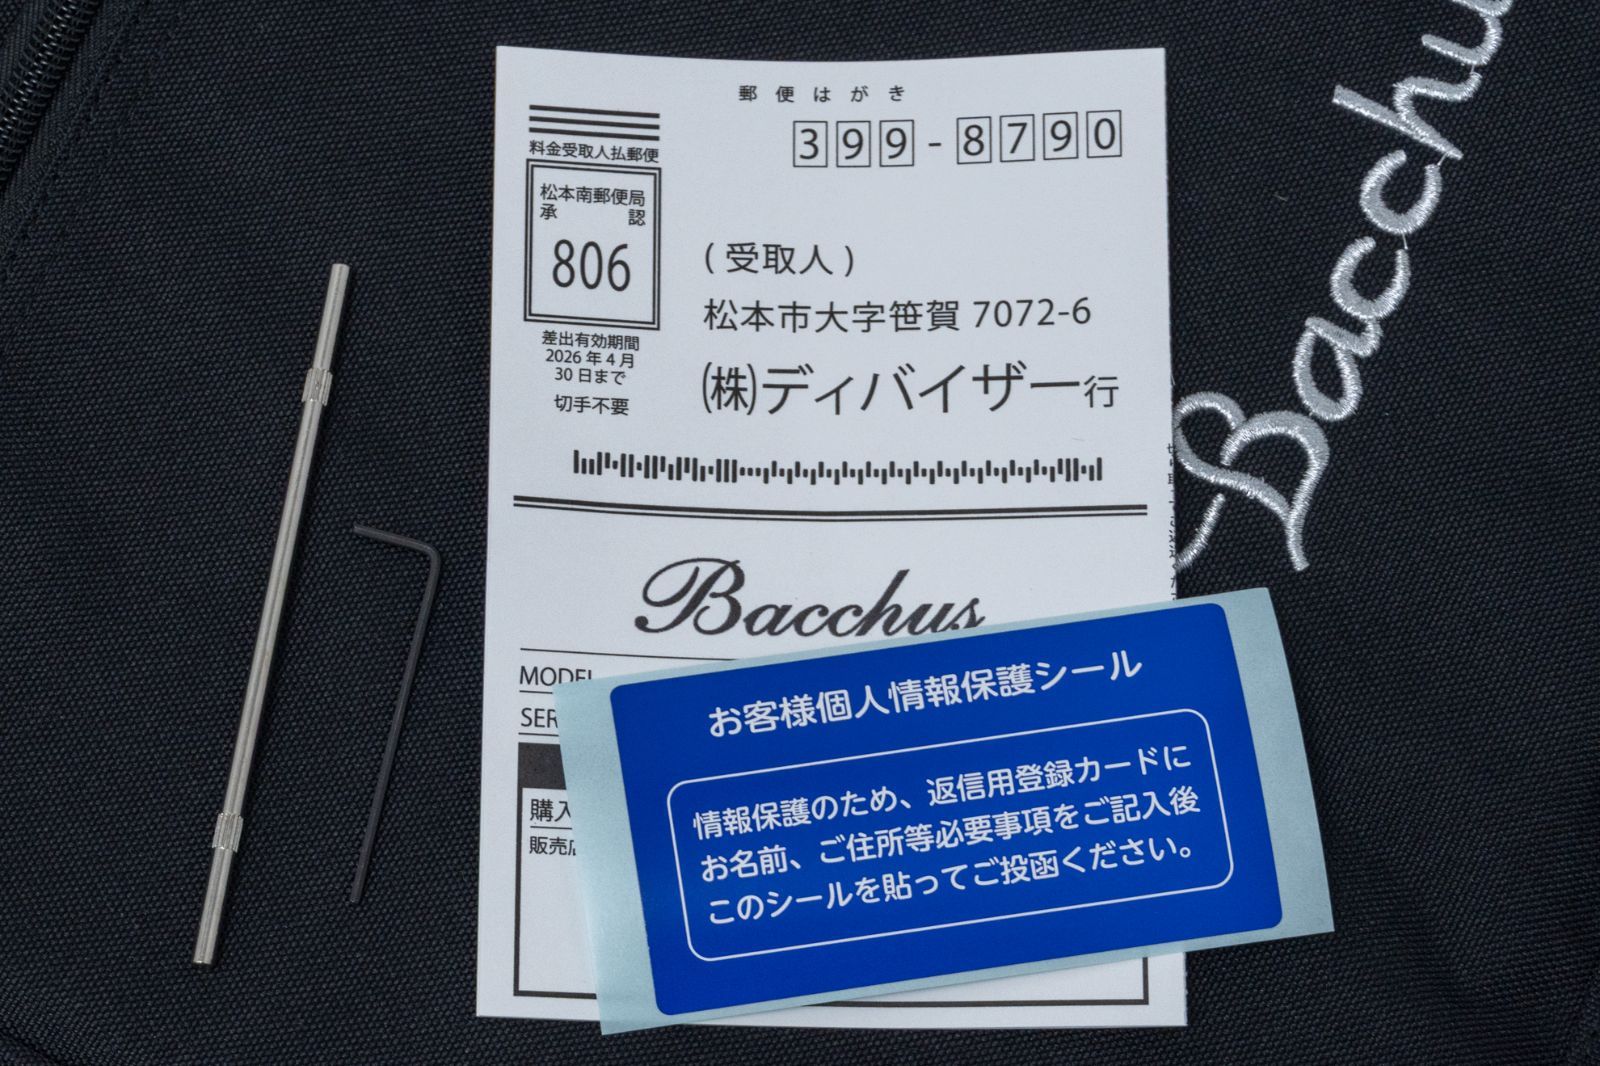 郵便はがき
399-8790
料金受取人払郵便
松本南郵便局
承認
806
差出有効期間
2026年4月
30日まで
切手不要
(受取人)
松本市大字笹賀 7072-6
㈱ディバイザー行
Bacchus
MODEL
SER
購入
販売店
お客様個人情報保護シール
情報保護のため、返信用登録カードに
お名前、ご住所等必要事項をご記入後
このシールを貼ってご投函ください。
Bacchu